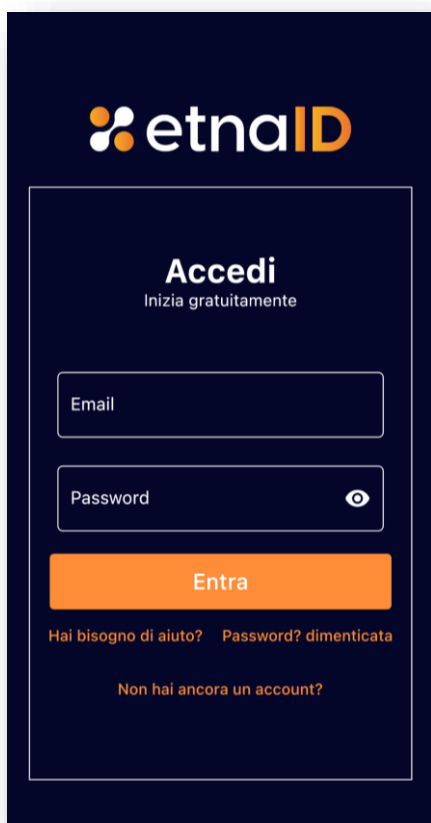 etnaID
Accedi
Inizia gratuitamente
Email
Password
Entra
Hai bisogno di aiuto? Password? dimenticata
Non hai ancora un account?